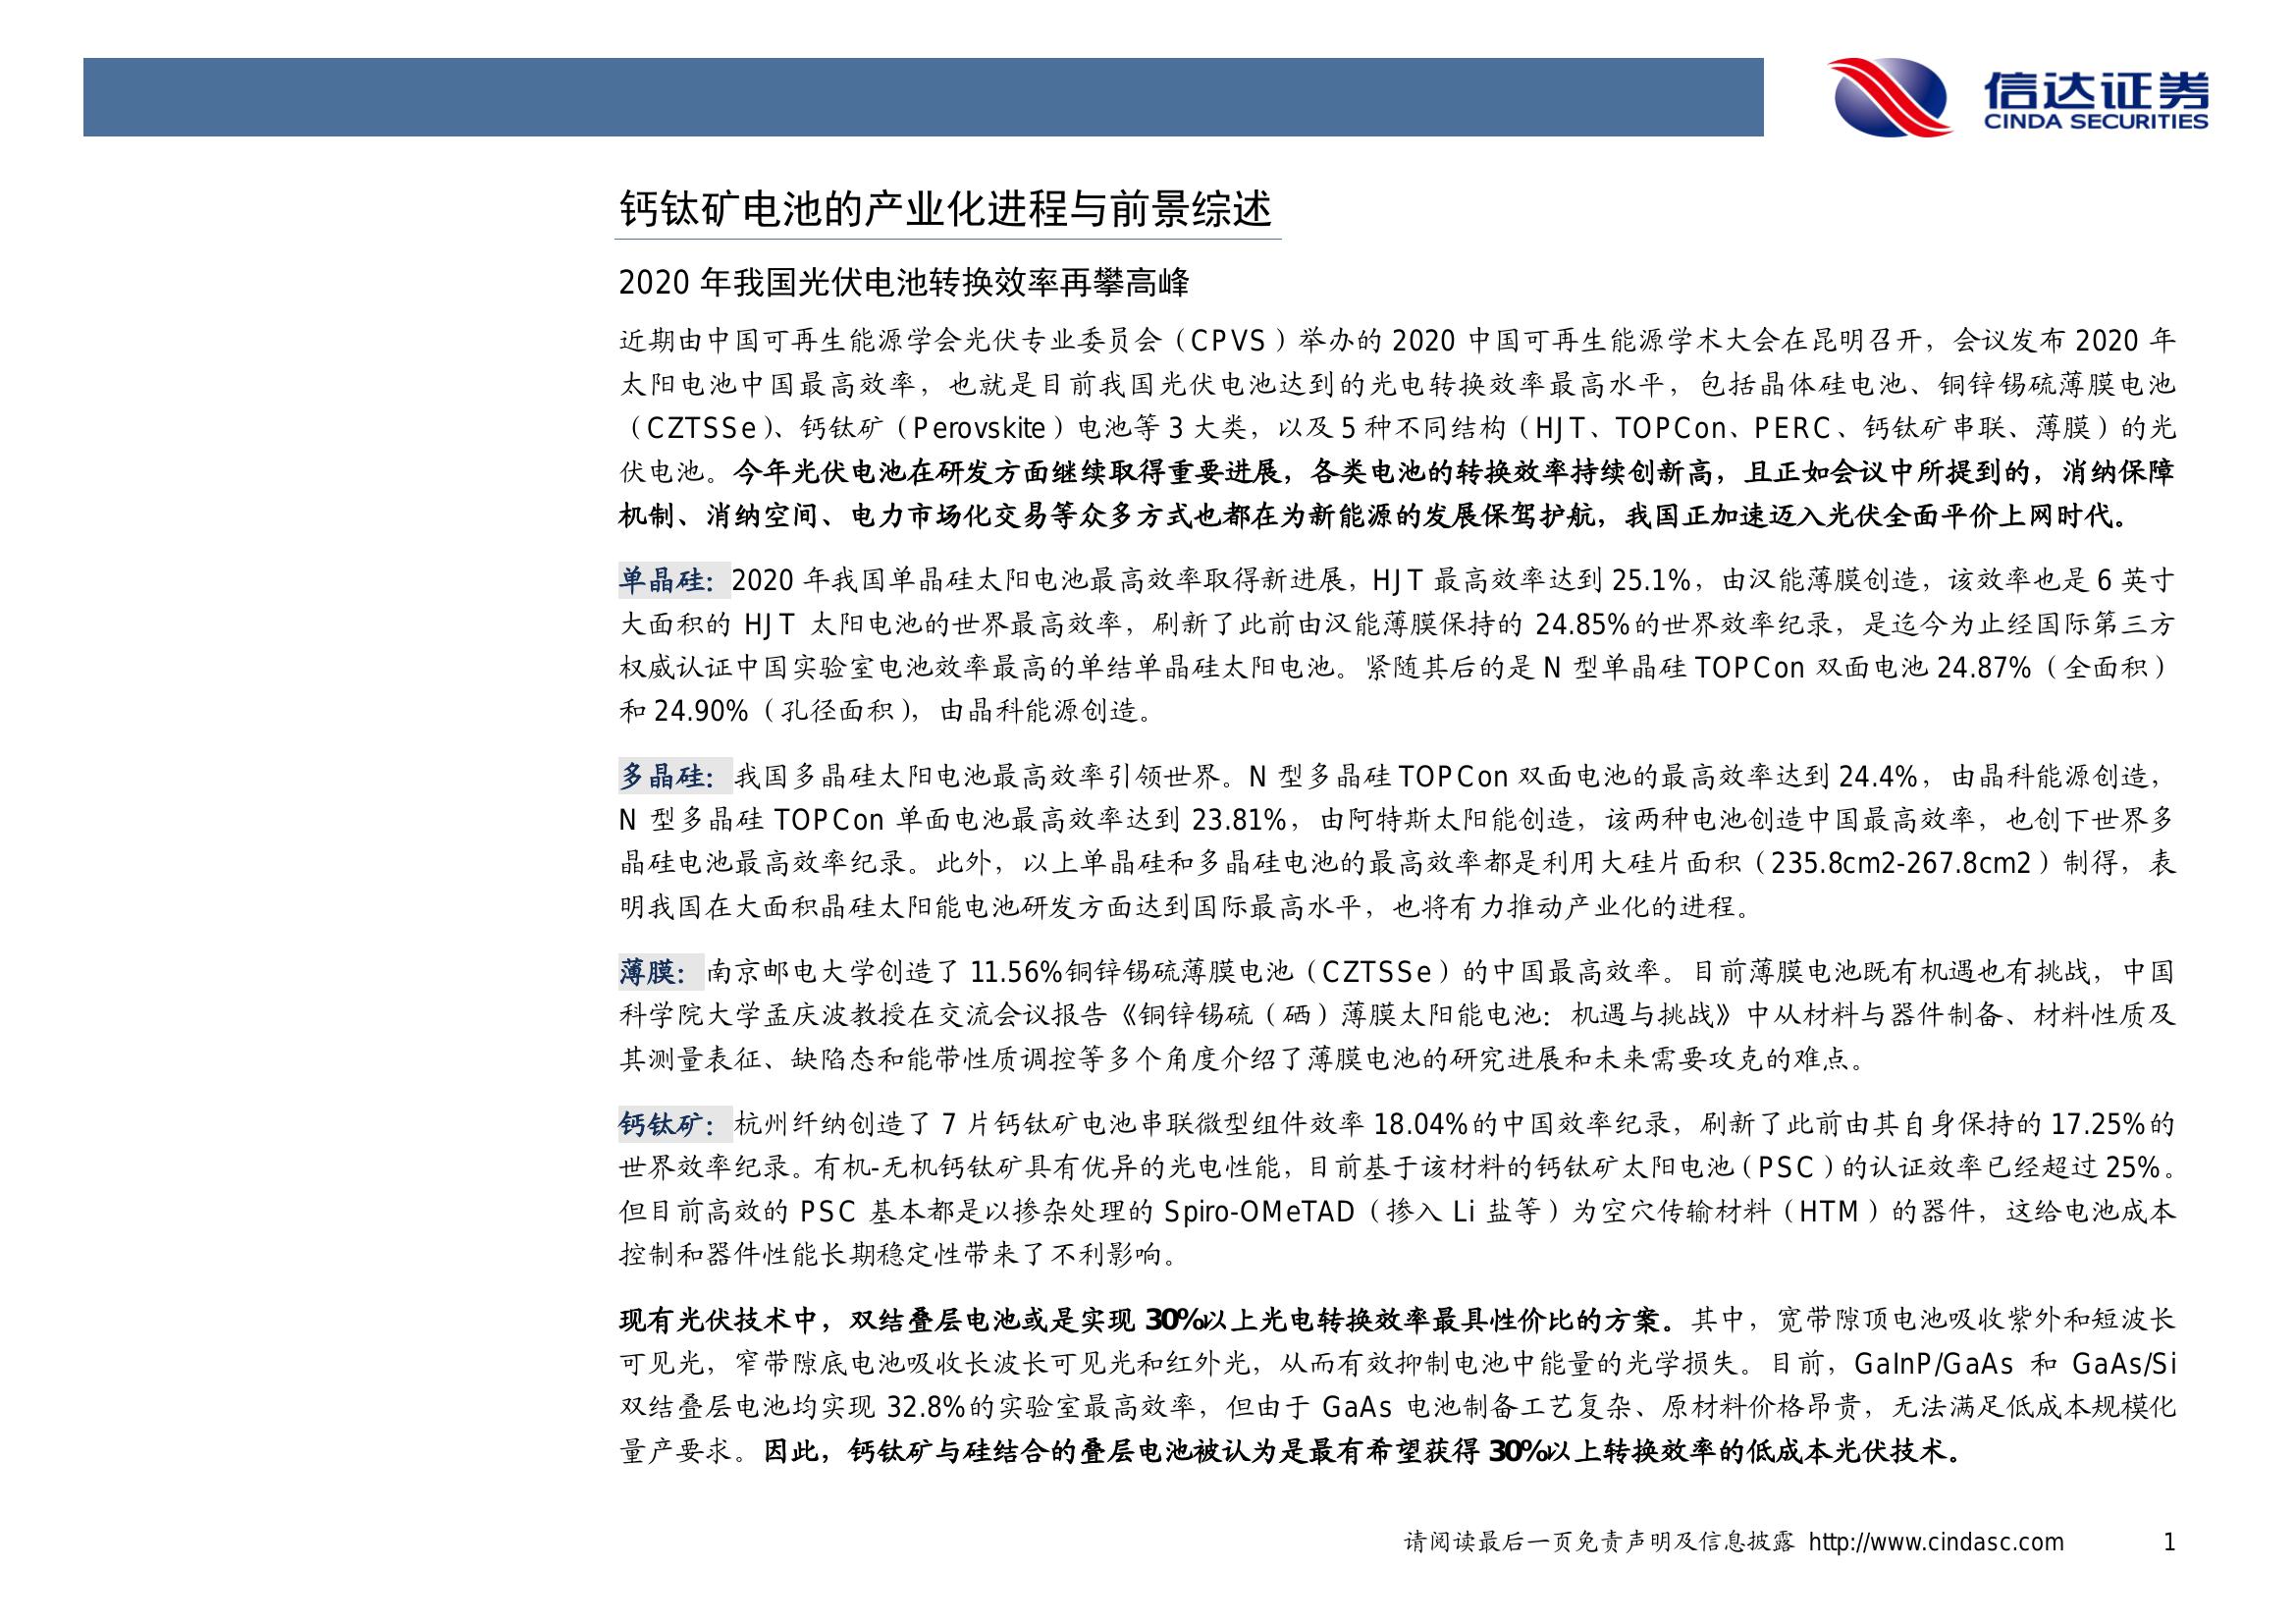 信达证券
CINDA SECURITIES
钙钛矿电池的产业化进程与前景综述
2020 年我国光伏电池转换效率再攀高峰
近期由中国可再生能源学会光伏专业委员会（CPVS）举办的 2020 中国可再生能源学术大会在昆明召开，会议发布 2020 年
太阳电池中国最高效率，也就是目前我国光伏电池达到的光电转换效率最高水平，包括晶体硅电池、铜锌锡硫薄膜电池
（CZTSSe）、钙钛矿（Perovskite）电池等 3 大类，以及 5 种不同结构（HJT、TOPCon、PERC、钙钛矿串联、薄膜）的光
伏电池。今年光伏电池在研发方面继续取得重要进展，各类电池的转换效率持续创新高，且正如会议中所提到的，消纳保障
机制、消纳空间、电力市场化交易等众多方式也都在为新能源的发展保驾护航，我国正加速迈入光伏全面平价上网时代。
单晶硅：2020 年我国单晶硅太阳电池最高效率取得新进展，HJT 最高效率达到 25.1%，由汉能薄膜创造，该效率也是 6 英寸
大面积的 HJT 太阳电池的世界最高效率，刷新了此前由汉能薄膜保持的 24.85%的世界效率纪录，是迄今为止经国际第三方
权威认证中国实验室电池效率最高的单结单晶硅太阳电池。紧随其后的是 N 型单晶硅 TOPCon 双面电池 24.87%（全面积）
和 24.90%（孔径面积），由晶科能源创造。
多晶硅：我国多晶硅太阳电池最高效率引领世界。N 型多晶硅 TOPCon 双面电池的最高效率达到 24.4%，由晶科能源创造，
N 型多晶硅 TOPCon 单面电池最高效率达到 23.81%，由阿特斯太阳能创造，该两种电池创造中国最高效率，也创下世界多
晶硅电池最高效率纪录。此外，以上单晶硅和多晶硅电池的最高效率都是利用大硅片面积（235.8cm2-267.8cm2）制得，表
明我国在大面积晶硅太阳能电池研发方面达到国际最高水平，也将有力推动产业化的进程。
薄膜：南京邮电大学创造了 11.56%铜锌锡硫薄膜电池（CZTSSe）的中国最高效率。目前薄膜电池既有机遇也有挑战，中国
科学院大学孟庆波教授在交流会议报告《铜锌锡硫（硒）薄膜太阳能电池：机遇与挑战》中从材料与器件制备、材料性质及
其测量表征、缺陷态和能带性质调控等多个角度介绍了薄膜电池的研究进展和未来需要攻克的难点。
钙钛矿：杭州纤纳创造了 7 片钙钛矿电池串联微型组件效率 18.04%的中国效率纪录，刷新了此前由其自身保持的 17.25%的
世界效率纪录。有机-无机钙钛矿具有优异的光电性能，目前基于该材料的钙钛矿太阳电池（PSC）的认证效率已经超过 25%。
但目前高效的 PSC 基本都是以掺杂处理的 Spiro-OMeTAD（掺入 Li 盐等）为空穴传输材料（HTM）的器件，这给电池成本
控制和器件性能长期稳定性带来了不利影响。
现有光伏技术中，双结叠层电池或是实现 30%以上光电转换效率最具性价比的方案。其中，宽带隙顶电池吸收紫外和短波长
可见光，窄带隙底电池吸收长波长可见光和红外光，从而有效抑制电池中能量的光学损失。目前，GaInP/GaAs 和 GaAs/Si
双结叠层电池均实现 32.8%的实验室最高效率，但由于 GaAs 电池制备工艺复杂、原材料价格昂贵，无法满足低成本规模化
量产要求。因此，钙钛矿与硅结合的叠层电池被认为是最有希望获得 30%以上转换效率的低成本光伏技术。
请阅读最后一页免责声明及信息披露 http://www.cindasc.com 1